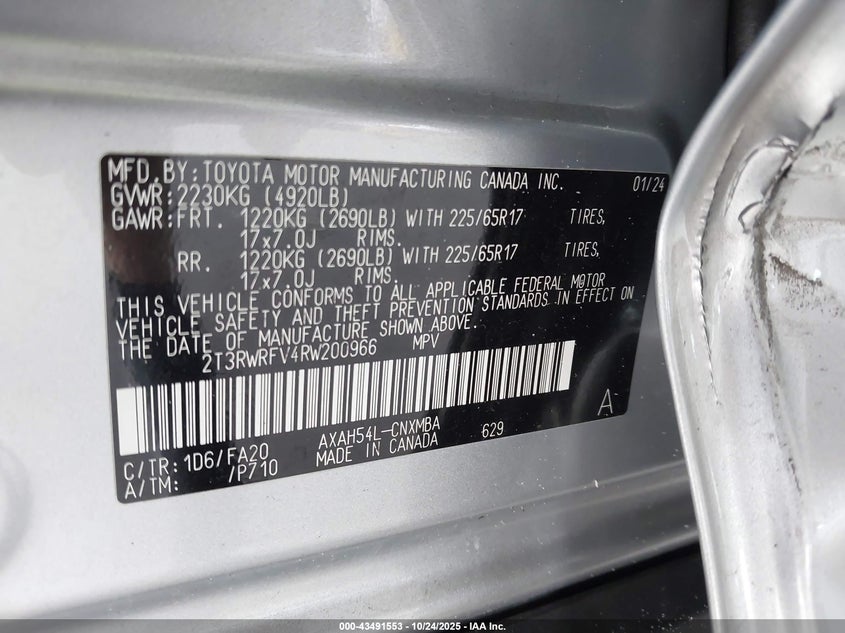 MFD. BY: TOYOTA MOTOR MANUFACTURING CANADA INC. 01/24
GVWR: 2230KG (4920LB)
GAWR: FRT. 1220KG (2690LB) WITH 225/65R17 TIRES,
17x7.0J RIMS.
RR. 1220KG (2690LB) WITH 225/65R17 TIRES,
17x7.0J RIMS.
THIS VEHICLE CONFORMS TO ALL APPLICABLE FEDERAL MOTOR
VEHICLE SAFETY AND THEFT PREVENTION STANDARDS IN EFFECT ON
THE DATE OF MANUFACTURE SHOWN ABOVE.
2T3RWRFV4RW200966 MPV
A
C/TR: 1D6/FA20 AXAH54L-CNXMBA 629
A/TM: /P710 MADE IN CANADA
000-43491553 - 10/24/2025 - IAA Inc.